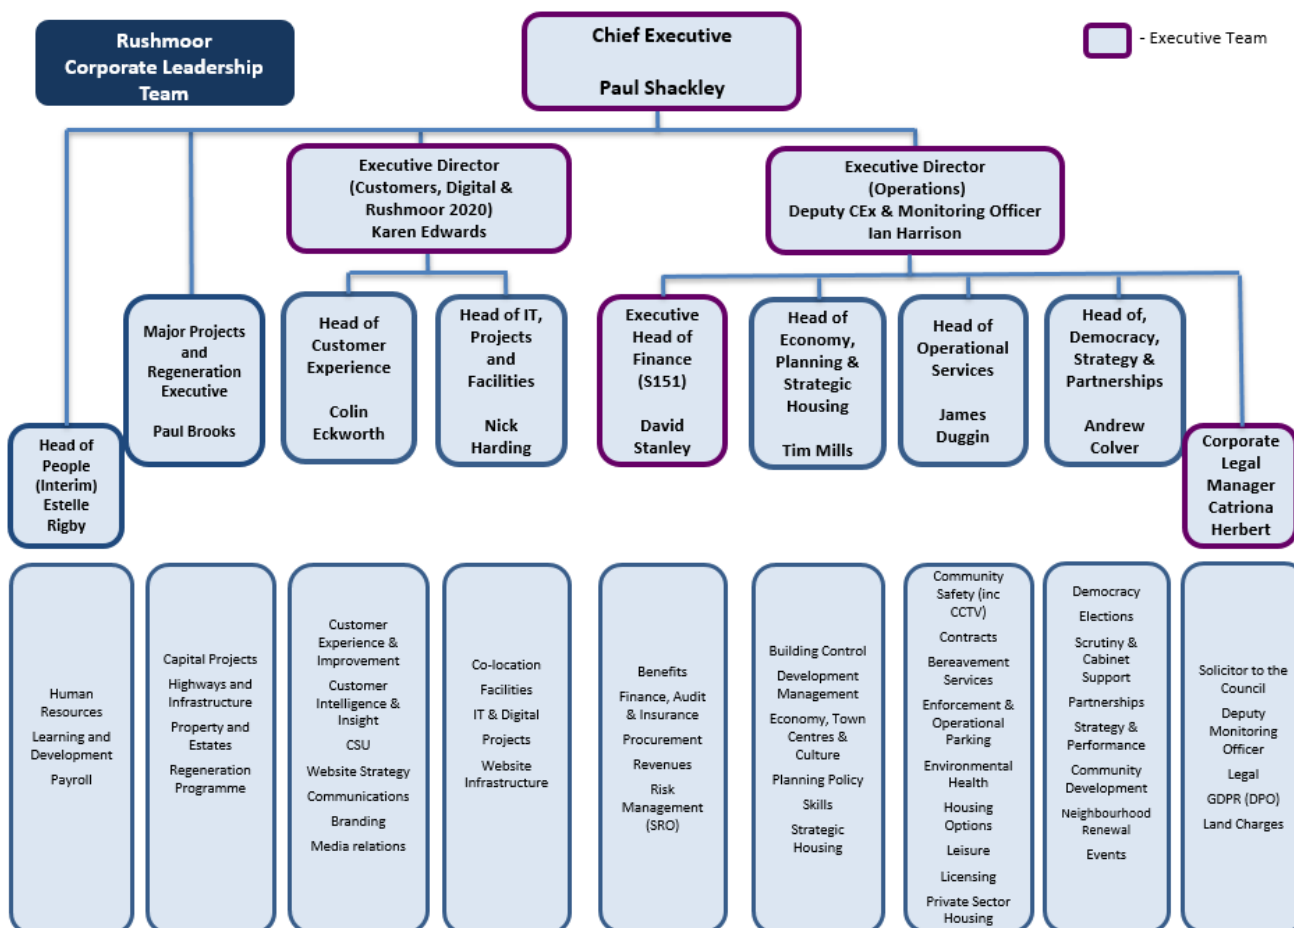 Rushmoor
Corporate Leadership
Team
Chief Executive
Paul Shackley
- Executive Team
Executive Director
(Customers, Digital &
Rushmoor 2020)
Karen Edwards
Executive Director
(Operations)
Deputy CEx & Monitoring Officer
Ian Harrison
Head of
People
(Interim)
Estelle
Rigby
Major Projects
and
Regeneration
Executive
Paul Brooks
Head of
Customer
Experience
Colin
Eckworth
Head of IT,
Projects
and
Facilities
Nick
Harding
Executive
Head of
Finance
(S151)
David
Stanley
Head of
Economy,
Planning &
Strategic
Housing
Tim Mills
Head of
Operational
Services
James
Duggin
Head of,
Democracy,
Strategy &
Partnerships
Andrew
Colver
Corporate
Legal
Manager
Catriona
Herbert
Human
Resources
Learning and
Development
Payroll
Capital Projects
Highways and
Infrastructure
Property and
Estates
Regeneration
Programme
Customer
Experience &
Improvement
Customer
Intelligence &
Insight
CSU
Website Strategy
Communications
Branding
Media relations
Co-location
Facilities
IT & Digital
Projects
Website
Infrastructure
Benefits
Finance, Audit
& Insurance
Procurement
Revenues
Risk
Management
(SRO)
Building Control
Development
Management
Economy, Town
Centres &
Culture
Planning Policy
Skills
Strategic
Housing
Community
Safety (inc
CCTV)
Contracts
Bereavement
Services
Enforcement &
Operational
Parking
Environmental
Health
Housing
Options
Leisure
Licensing
Private Sector
Housing
Democracy
Elections
Scrutiny &
Cabinet
Support
Partnerships
Strategy &
Performance
Community
Development
Neighbourhood
Renewal
Events
Solicitor to the
Council
Deputy
Monitoring
Officer
Legal
GDPR (DPO)
Land Charges